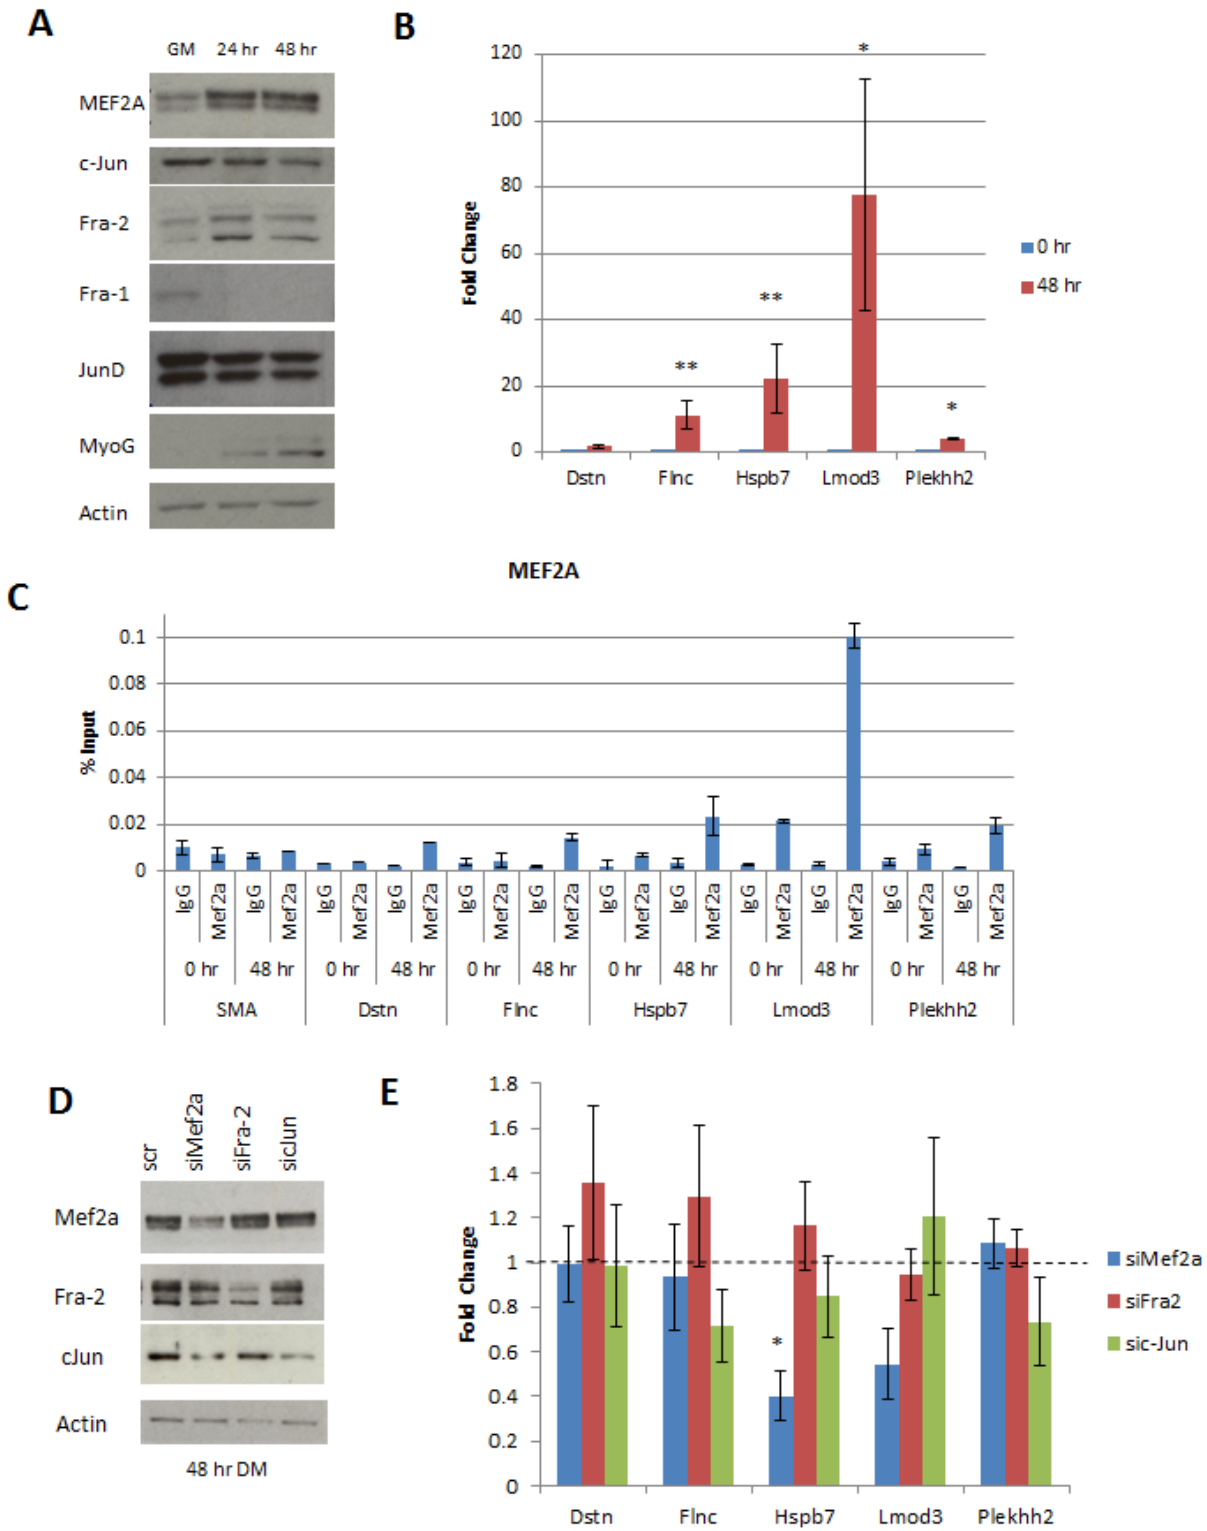 A
GM 24 hr 48 hr
MEF2A
c-Jun
Fra-2
Fra-1
JunD
MyoG
Actin
B
120
100
80
60
40
20
0
Fold Change
**
**
*
*
Dstn Flnc Hspb7 Lmod3 Plekhh2
0 hr
48 hr
C
MEF2A
% Input
0.1
0.08
0.06
0.04
0.02
0
IgG Mef2a IgG Mef2a IgG Mef2a IgG Mef2a IgG Mef2a IgG Mef2a IgG Mef2a IgG Mef2a IgG Mef2a IgG Mef2a IgG Mef2a IgG Mef2a
0 hr 48 hr 0 hr 48 hr 0 hr 48 hr 0 hr 48 hr 0 hr 48 hr 0 hr 48 hr
SMA Dstn Flnc Hspb7 Lmod3 Plekhh2
D
scr siMef2a siFra-2 sicJun
Mef2a
Fra-2
cJun
Actin
48 hr DM
E
1.8
1.6
1.4
1.2
1
0.8
0.6
0.4
0.2
0
Fold Change
*
Dstn Flnc Hspb7 Lmod3 Plekhh2
siMef2a
siFra2
sic-Jun